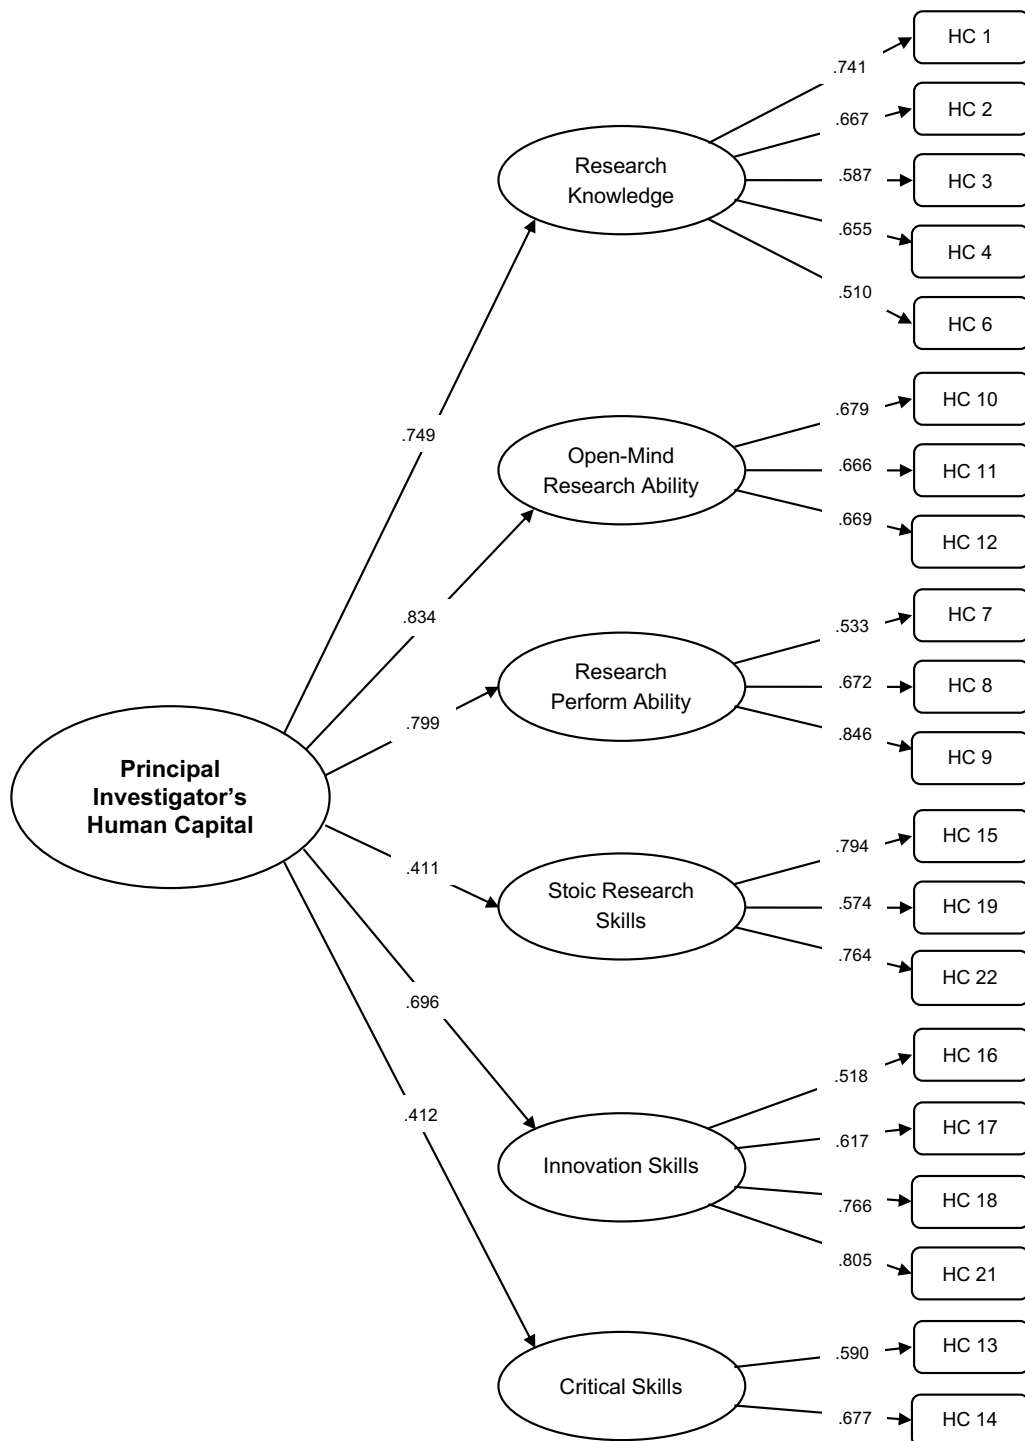 HC 1
.741
HC 2
.667
Research
Knowledge
.587
HC 3
.655
HC 4
.510
HC 6
.749
HC 10
.679
Open-Mind
Research Ability
.666
HC 11
.669
HC 12
.834
HC 7
.533
Research
Perform Ability
.672
HC 8
.799
.846
HC 9
Principal
Investigator’s
Human Capital
HC 15
.794
.411
Stoic Research
Skills
.574
HC 19
.764
HC 22
.696
HC 16
.518
.412
HC 17
.617
Innovation Skills
.766
HC 18
.805
HC 21
HC 13
.590
Critical Skills
.677
HC 14